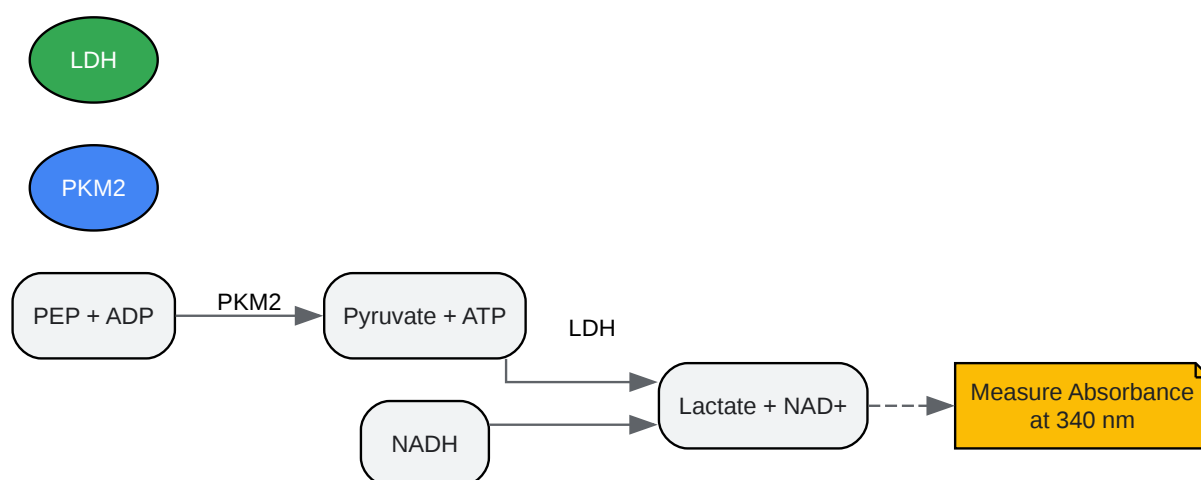 LDH
PKM2
PEP + ADP
PKM2
Pyruvate + ATP
LDH
NADH
Lactate + NAD+
Measure Absorbance
at 340 nm